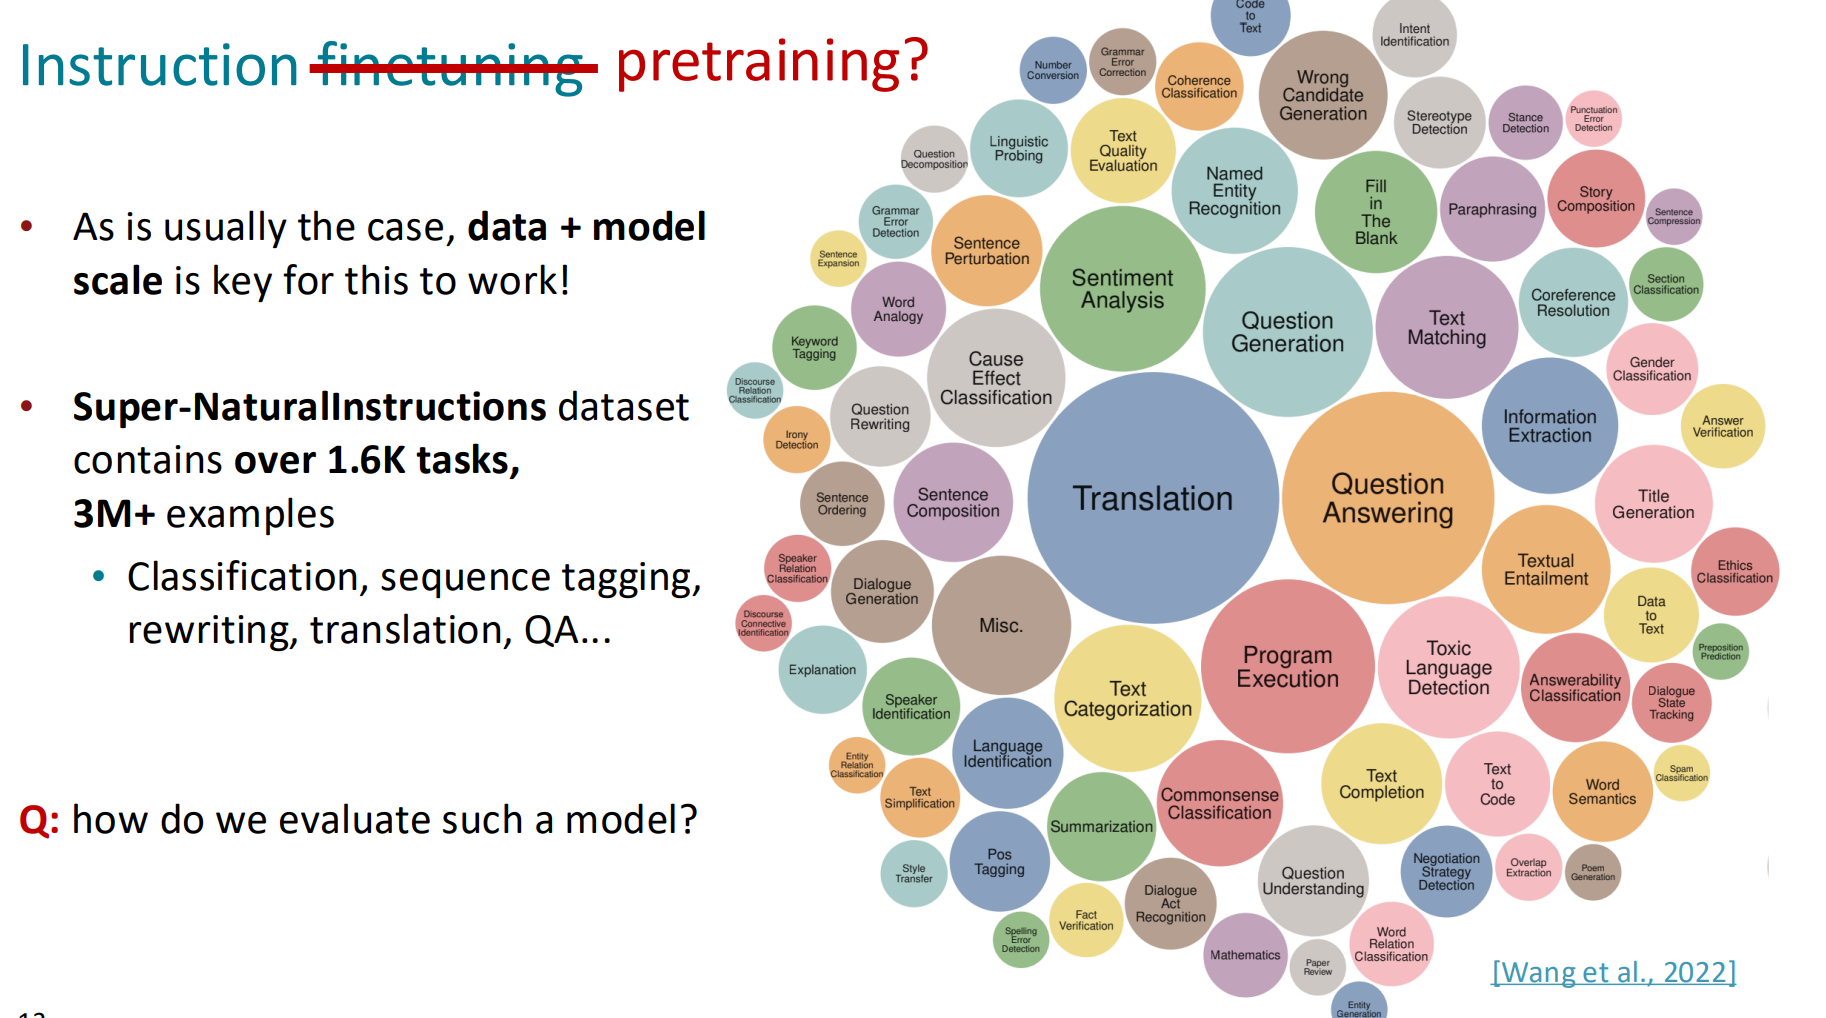 Instruction finetuning pretraining?
• As is usually the case, data + model
scale is key for this to work!
• Super-NaturalInstructions dataset
contains over 1.6K tasks,
3M+ examples
• Classification, sequence tagging,
rewriting, translation, QA...
Q: how do we evaluate such a model?
Code
to
Text
Intent
Identification
Number
Conversion
Grammar
Error
Correction
Coherence
Classification
Wrong
Candidate
Generation
Stereotype
Detection
Stance
Detection
Punctuation
Error
Detection
Question
Decomposition
Linguistic
Probing
Text
Quality
Evaluation
Named
Entity
Recognition
Fill
in
The
Blank
Paraphrasing
Story
Composition
Sentence
Compression
Grammar
Error
Detection
Sentence
Expansion
Sentence
Perturbation
Sentiment
Analysis
Question
Generation
Text
Matching
Coreference
Resolution
Section
Classification
Word
Analogy
Keyword
Tagging
Cause
Effect
Classification
Gender
Classification
Discourse
Relation
Classification
Question
Rewriting
Irony
Detection
Information
Extraction
Answer
Verification
Sentence
Ordering
Sentence
Composition
Translation
Question
Answering
Title
Generation
Speaker
Relation
Classification
Dialogue
Generation
Textual
Entailment
Ethics
Classification
Discourse
Connective
Identification
Misc.
Data
to
Text
Explanation
Program
Execution
Toxic
Language
Detection
Preposition
Prediction
Speaker
Identification
Text
Categorization
Answerability
Classification
Dialogue
State
Tracking
Language
Identification
Entity
Relation
Classification
Text
Simplification
Commonsense
Classification
Text
Completion
Text
to
Code
Word
Semantics
Spam
Classification
Summarization
Style
Transfer
Pos
Tagging
Question
Understanding
Negotiation
Strategy
Detection
Overlap
Extraction
Poem
Generation
Spelling
Error
Detection
Fact
Verification
Dialogue
Act
Recognition
Mathematics
Paper
Review
Word
Relation
Classification
Entity
Generation
[Wang et al., 2022]